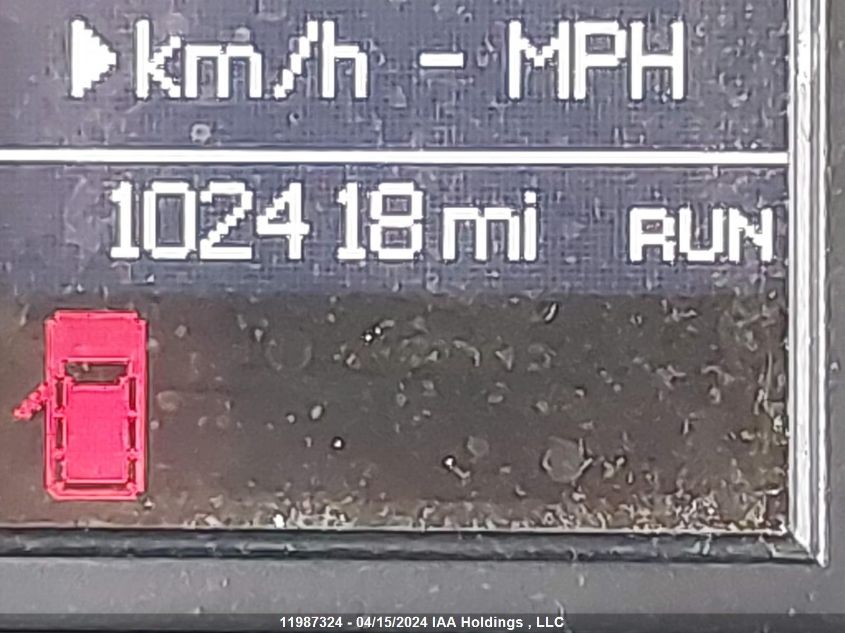 ▶km/h - MPH
102418mi RUN
11987324 - 04/15/2024 IAA Holdings , LLC